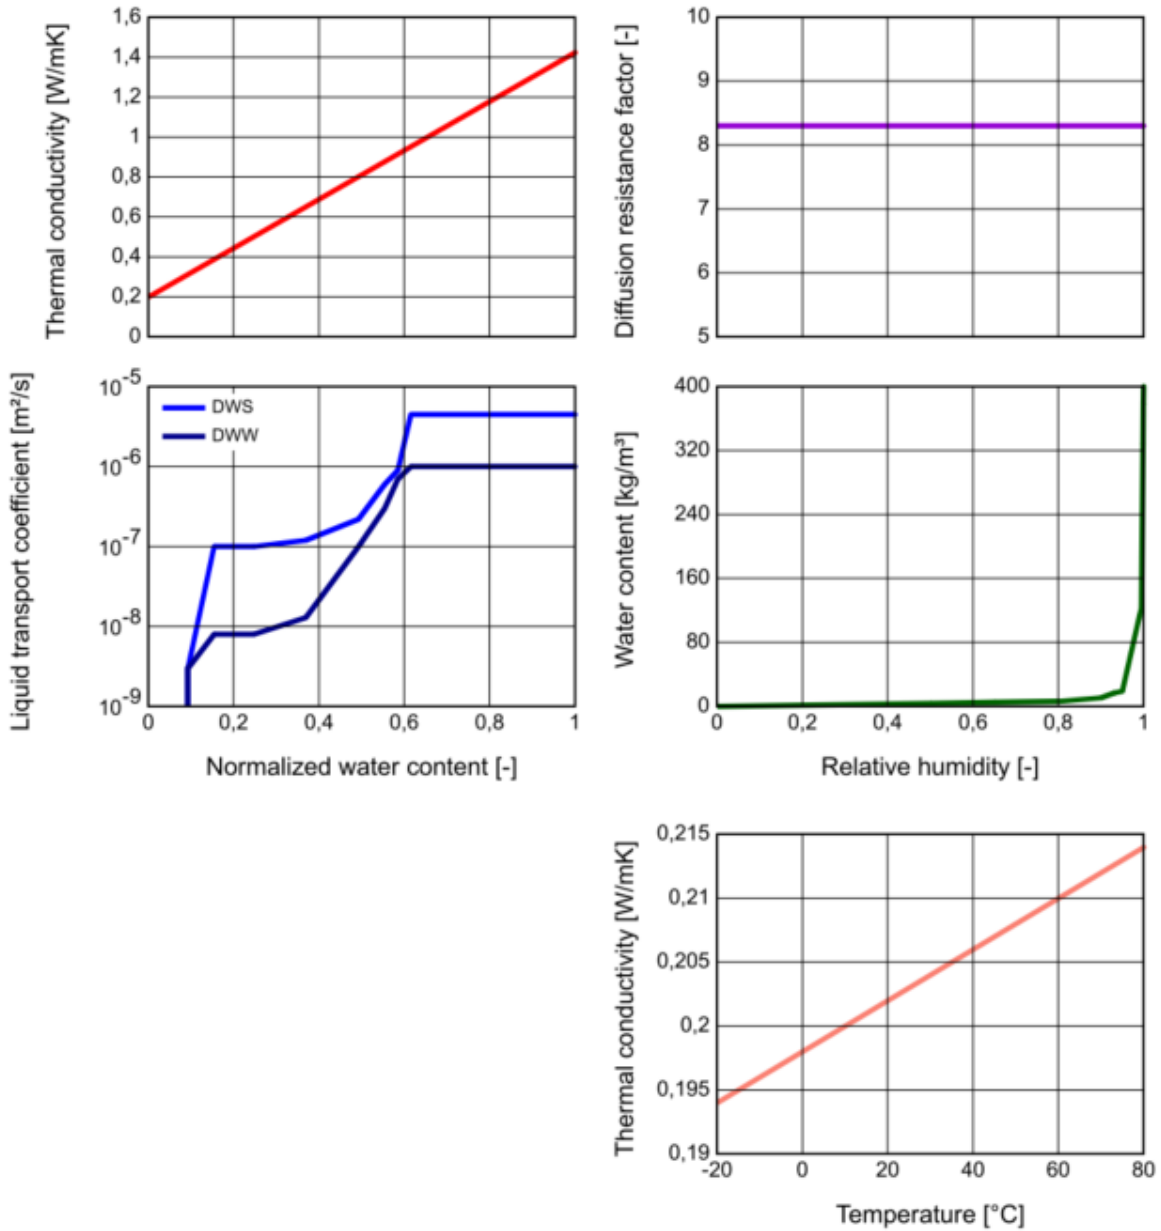 Thermal conductivity [W/mK]
1,6
1,4
1,2
1
0,8
0,6
0,4
0,2
0
Diffusion resistance factor [-]
10
9
8
7
6
5
Liquid transport coefficient [m²/s]
10⁻⁵
10⁻⁶
10⁻⁷
10⁻⁸
10⁻⁹
DWS
DWW
0 0,2 0,4 0,6 0,8 1
Normalized water content [-]
Water content [kg/m³]
400
320
240
160
80
0
0 0,2 0,4 0,6 0,8 1
Relative humidity [-]
Thermal conductivity [W/mK]
0,215
0,21
0,205
0,2
0,195
0,19
-20 0 20 40 60 80
Temperature [°C]